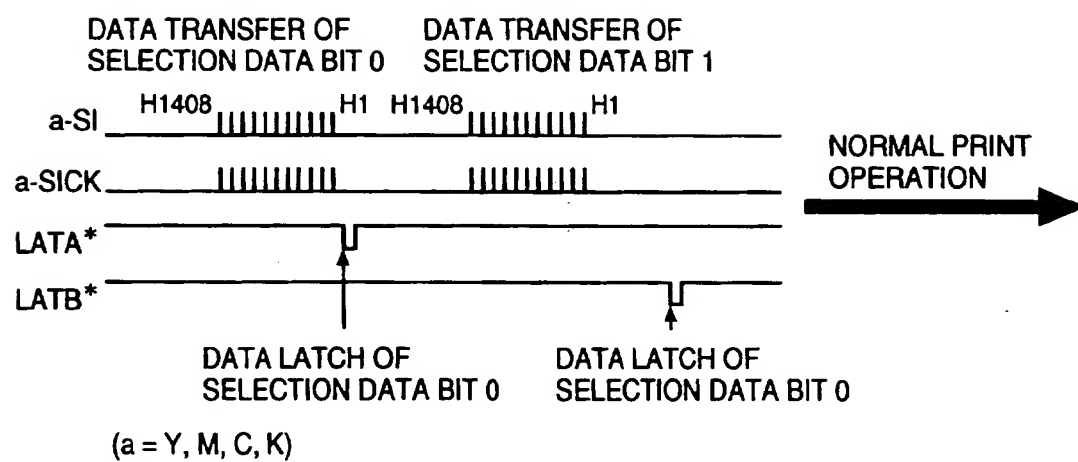 DATA TRANSFER OF
SELECTION DATA BIT 0
DATA TRANSFER OF
SELECTION DATA BIT 1
H1408
H1
H1408
H1
a-SI
NORMAL PRINT
OPERATION
a-SICK
LATA*
LATB*
DATA LATCH OF
SELECTION DATA BIT 0
DATA LATCH OF
SELECTION DATA BIT 0
(a = Y, M, C, K)